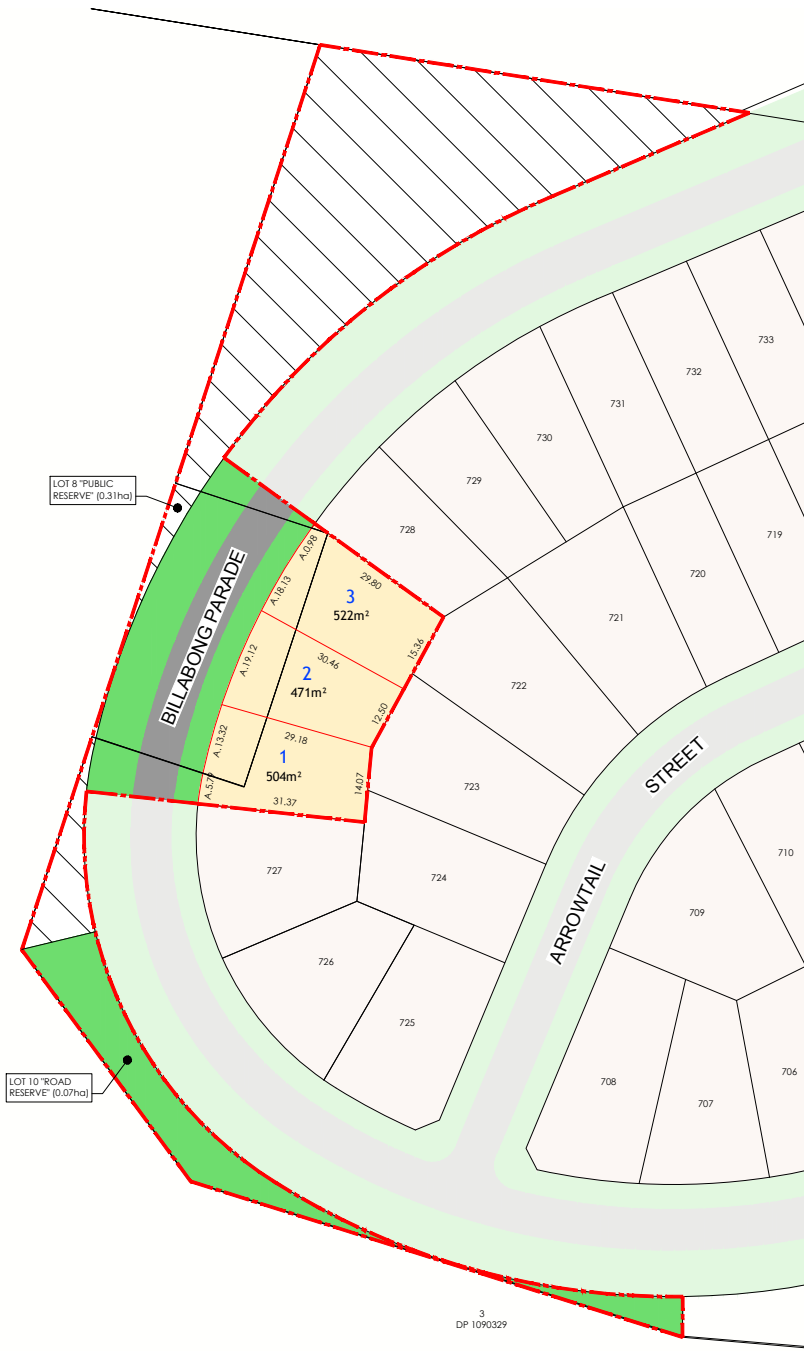 733
732
731
730
729
728
719
720
721
722
LOT 8 "PUBLIC
RESERVE" (0.31ha)
BILLABONG PARADE
A.0.98
A.18.13
29.80
3
522m²
15.36
A.19.12
30.46
2
471m²
12.50
A.13.32
29.18
1
504m²
14.07
A.5.79
31.37
723
724
727
726
725
STREET
ARROWTAIL
710
709
708
707
706
LOT 10 "ROAD
RESERVE" (0.07ha)
3
DP 1090329